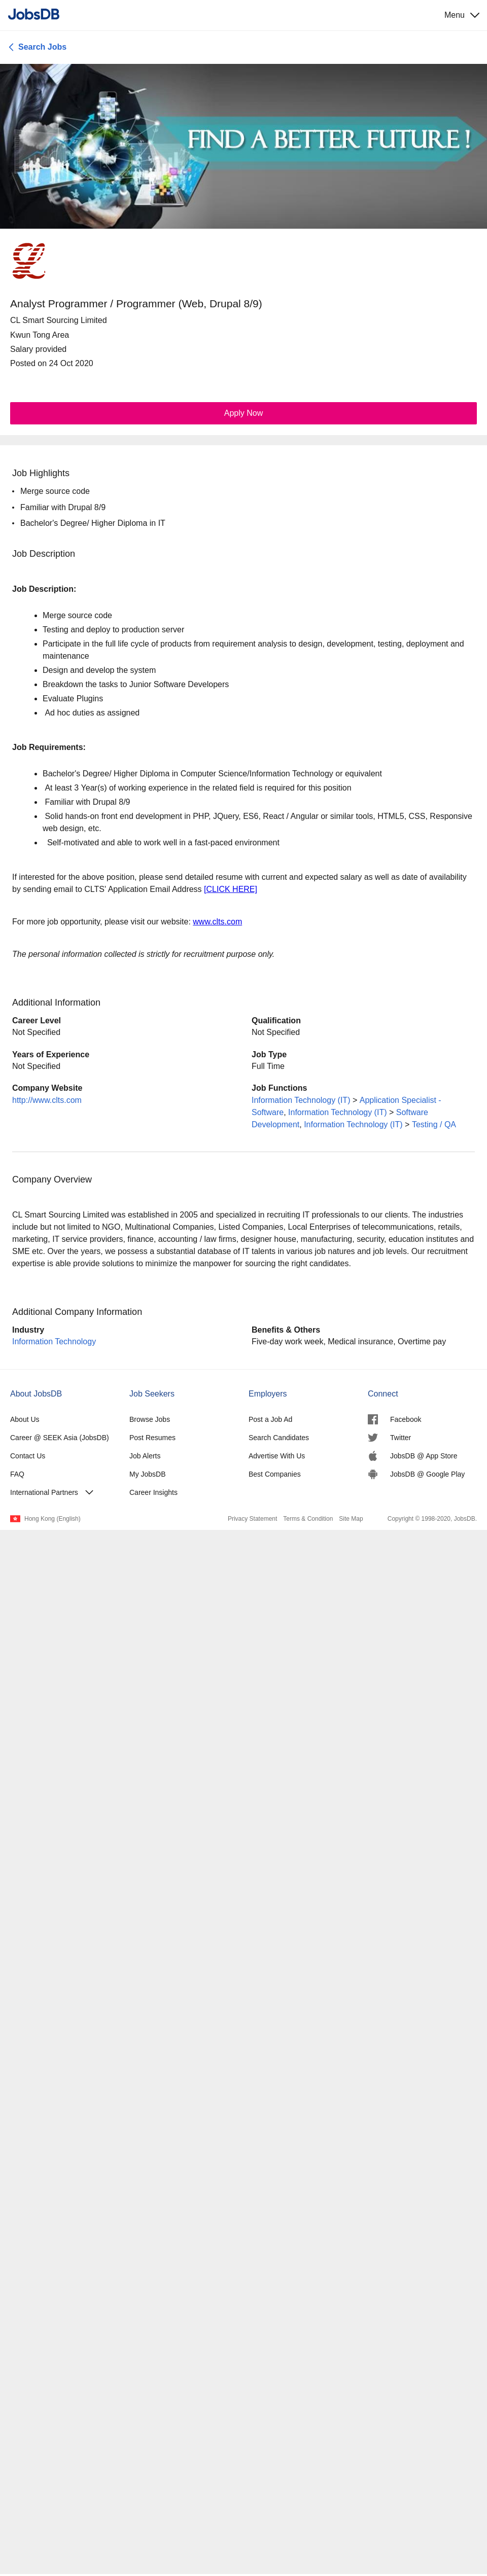 JobsDB
Menu
Search Jobs
FIND A BETTER FUTURE !
Analyst Programmer / Programmer (Web, Drupal 8/9)
CL Smart Sourcing Limited
Kwun Tong Area
Salary provided
Posted on 24 Oct 2020
Apply Now
Job Highlights
• Merge source code
• Familiar with Drupal 8/9
• Bachelor's Degree/ Higher Diploma in IT
Job Description
Job Description:
• Merge source code
• Testing and deploy to production server
• Participate in the full life cycle of products from requirement analysis to design, development, testing, deployment and
maintenance
• Design and develop the system
• Breakdown the tasks to Junior Software Developers
• Evaluate Plugins
• Ad hoc duties as assigned
Job Requirements:
• Bachelor's Degree/ Higher Diploma in Computer Science/Information Technology or equivalent
• At least 3 Year(s) of working experience in the related field is required for this position
• Familiar with Drupal 8/9
• Solid hands-on front end development in PHP, JQuery, ES6, React / Angular or similar tools, HTML5, CSS, Responsive
web design, etc.
• Self-motivated and able to work well in a fast-paced environment
If interested for the above position, please send detailed resume with current and expected salary as well as date of availability
by sending email to CLTS' Application Email Address [CLICK HERE]
For more job opportunity, please visit our website: www.clts.com
The personal information collected is strictly for recruitment purpose only.
Additional Information
Career Level
Not Specified
Qualification
Not Specified
Years of Experience
Not Specified
Job Type
Full Time
Company Website
http://www.clts.com
Job Functions
Information Technology (IT) > Application Specialist -
Software, Information Technology (IT) > Software
Development, Information Technology (IT) > Testing / QA
Company Overview
CL Smart Sourcing Limited was established in 2005 and specialized in recruiting IT professionals to our clients. The industries
include but not limited to NGO, Multinational Companies, Listed Companies, Local Enterprises of telecommunications, retails,
marketing, IT service providers, finance, accounting / law firms, designer house, manufacturing, security, education institutes and
SME etc. Over the years, we possess a substantial database of IT talents in various job natures and job levels. Our recruitment
expertise is able provide solutions to minimize the manpower for sourcing the right candidates.
Additional Company Information
Industry
Information Technology
Benefits & Others
Five-day work week, Medical insurance, Overtime pay
About JobsDB
About Us
Career @ SEEK Asia (JobsDB)
Contact Us
FAQ
International Partners
Job Seekers
Browse Jobs
Post Resumes
Job Alerts
My JobsDB
Career Insights
Employers
Post a Job Ad
Search Candidates
Advertise With Us
Best Companies
Connect
Facebook
Twitter
JobsDB @ App Store
JobsDB @ Google Play
Hong Kong (English)
Privacy Statement Terms & Condition Site Map
Copyright © 1998-2020, JobsDB.